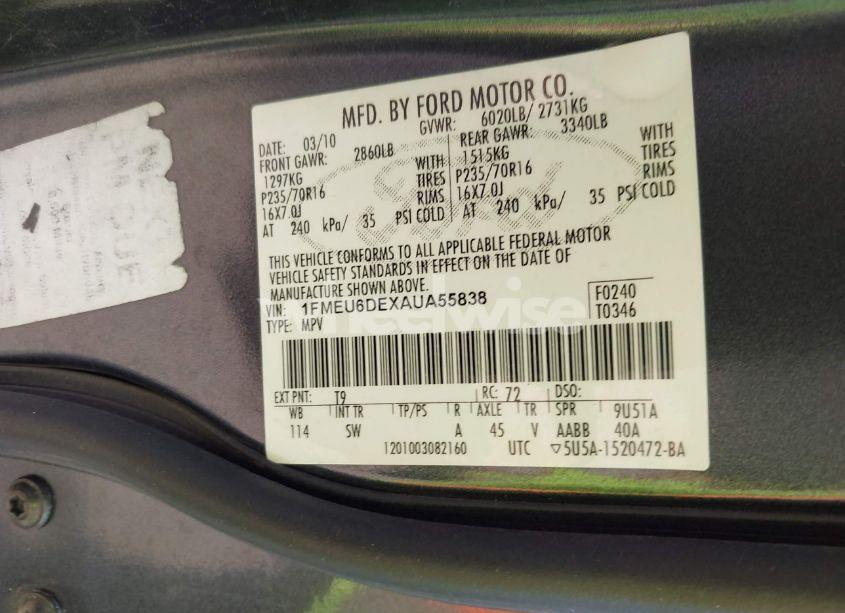 MFD. BY FORD MOTOR CO.
DATE: 03/10 GVWR: 6020LB/ 2731KG
FRONT GAWR: 2860LB REAR GAWR: 3340LB
1297KG WITH 1515KG WITH
P235/70R16 TIRES P235/70R16 TIRES
16X7.0J RIMS 16X7.0J RIMS
AT 240 kPa/ 35 PSI COLD AT 240 kPa/ 35 PSI COLD
THIS VEHICLE CONFORMS TO ALL APPLICABLE FEDERAL MOTOR
VEHICLE SAFETY STANDARDS IN EFFECT ON THE DATE OF
MANUFACTURE SHOWN ABOVE.
VIN: 1FMEU6DEXAUA55838 F0240
TYPE: MPV T0346
EXT PNT: T9 RC: 72 DSO:
WB INT TR TP/PS R AXLE TR SPR 9U51A
114 SW A 45 V AABB 40A
1201003082160 UTC ▽5U5A-1520472-BA
wheelwise